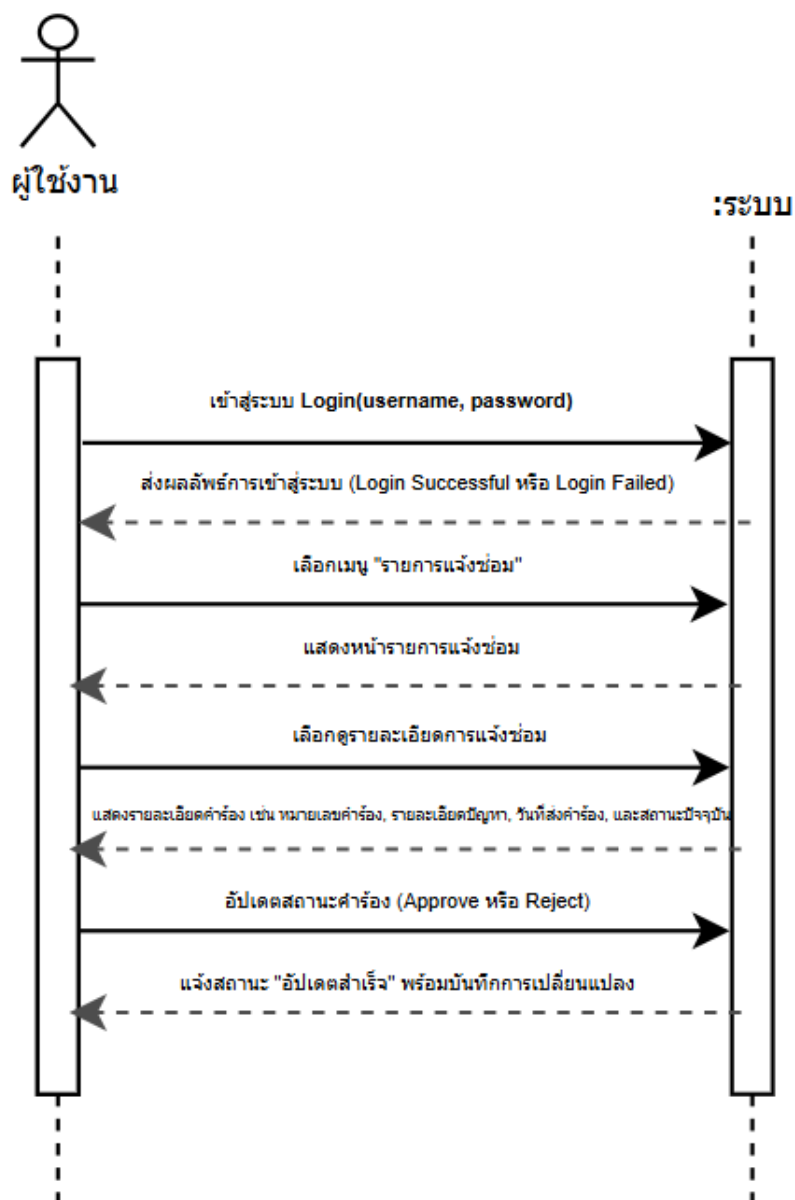 ผู้ใช้งาน
:ระบบ
เข้าสู่ระบบ Login(username, password)
ส่งผลลัพธ์การเข้าสู่ระบบ (Login Successful หรือ Login Failed)
เลือกเมนู "รายการแจ้งซ่อม"
แสดงหน้ารายการแจ้งซ่อม
เลือกดูรายละเอียดการแจ้งซ่อม
แสดงรายละเอียดคำร้อง เช่น หมายเลขคำร้อง, รายละเอียดปัญหา, วันที่ส่งคำร้อง, และสถานะปัจจุบัน
อัปเดตสถานะคำร้อง (Approve หรือ Reject)
แจ้งสถานะ "อัปเดตสำเร็จ" พร้อมบันทึกการเปลี่ยนแปลง